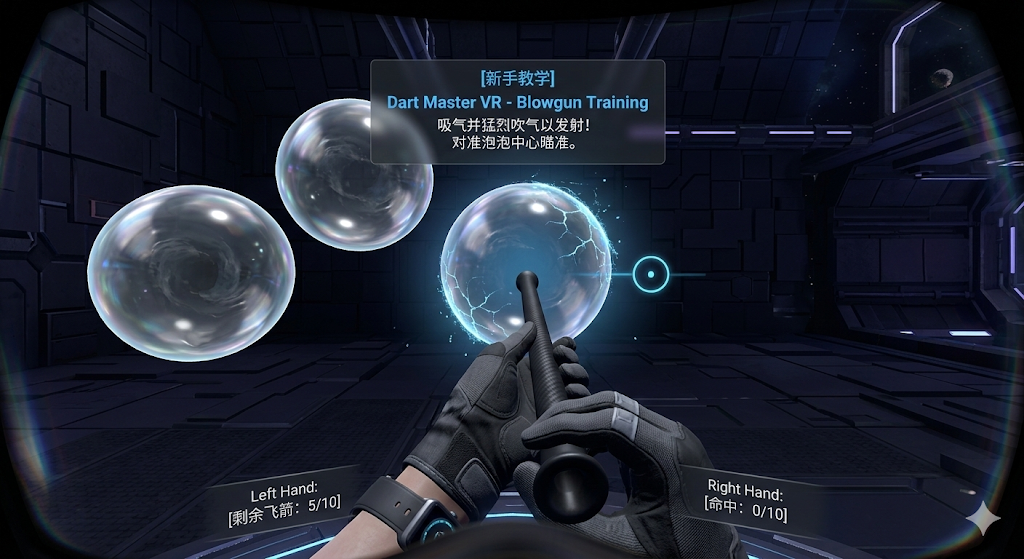 [新手教学]
Dart Master VR - Blowgun Training
吸气并猛烈吹气以发射！
对准泡泡中心瞄准。
Left Hand:
[剩余飞箭：5/10]
Right Hand:
[命中：0/10]